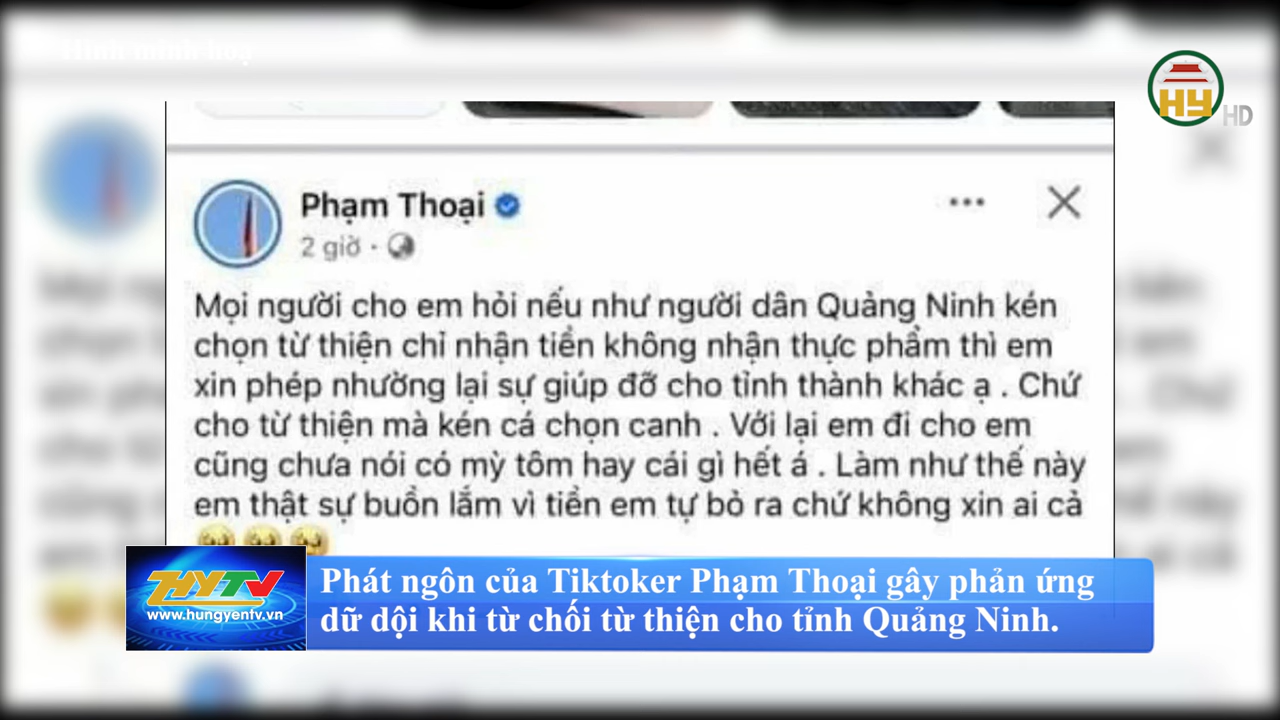 Hình minh hoạ
HY HD
Phạm Thoại
2 giờ ·
Mọi người cho em hỏi nếu như người dân Quảng Ninh kén
chọn từ thiện chỉ nhận tiền không nhận thực phẩm thì em
xin phép nhường lại sự giúp đỡ cho tỉnh thành khác ạ . Chứ
cho từ thiện mà kén cá chọn canh . Với lại em đi cho em
cũng chưa nói có mỳ tôm hay cái gì hết á . Làm như thế này
em thật sự buồn lắm vì tiền em tự bỏ ra chứ không xin ai cả
HYTV
www.hungyentv.vn
Phát ngôn của Tiktoker Phạm Thoại gây phản ứng
dữ dội khi từ chối từ thiện cho tỉnh Quảng Ninh.